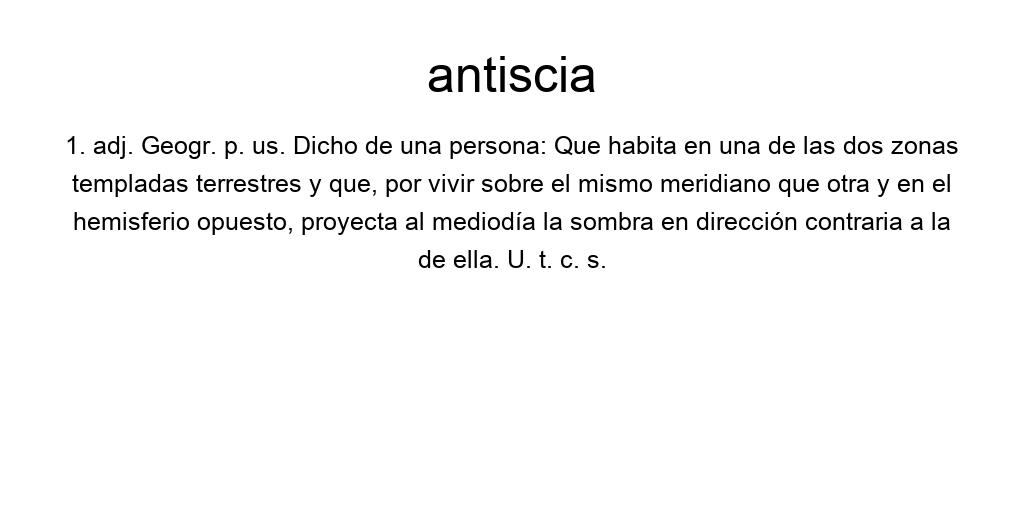 antiscia
1. adj. Geogr. p. us. Dicho de una persona: Que habita en una de las dos zonas
templadas terrestres y que, por vivir sobre el mismo meridiano que otra y en el
hemisferio opuesto, proyecta al mediodía la sombra en dirección contraria a la
de ella. U. t. c. s.